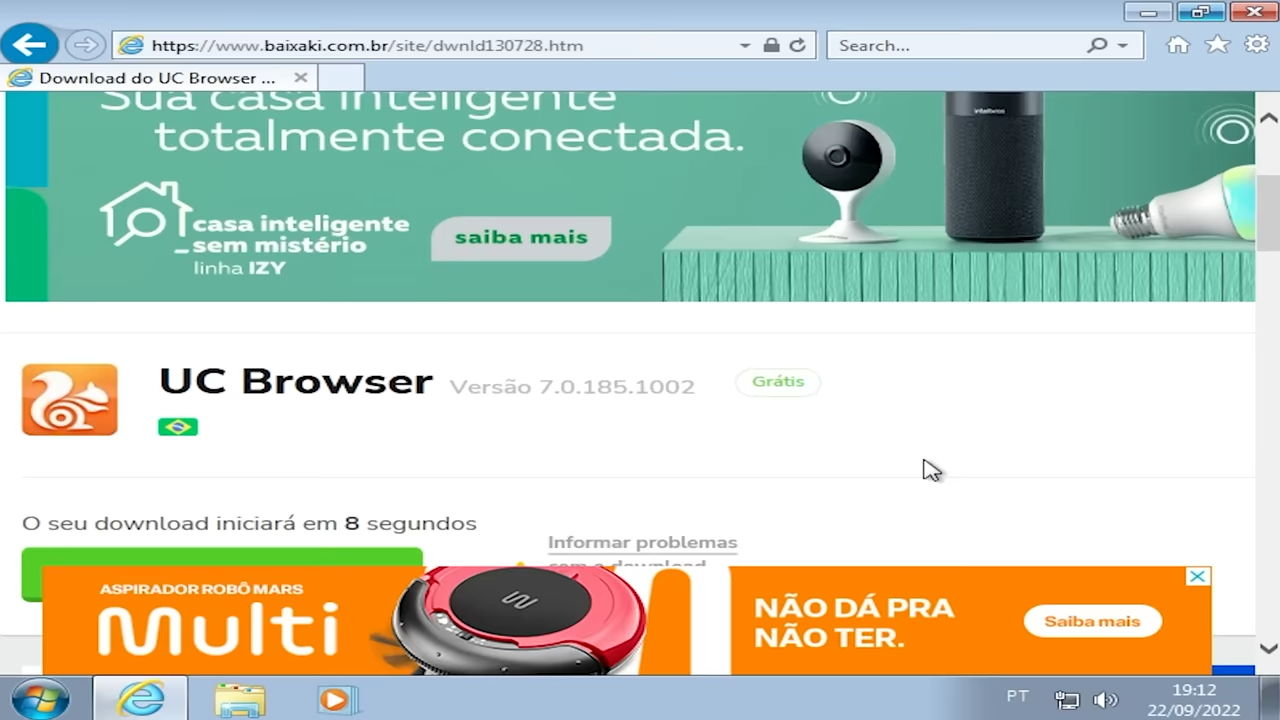 https://www.baixaki.com.br/site/dwnld130728.htm
Search...
Download do UC Browser ...
Sua casa inteligente
totalmente conectada.
intelbras
casa inteligente
sem mistério
linha IZY
saiba mais
UC Browser
Versão 7.0.185.1002
Grátis
O seu download iniciará em 8 segundos
Informar problemas
com o download
ASPIRADOR ROBÔ MARS
Multi
NÃO DÁ PRA
NÃO TER.
Saiba mais
PT
19:12
22/09/2022